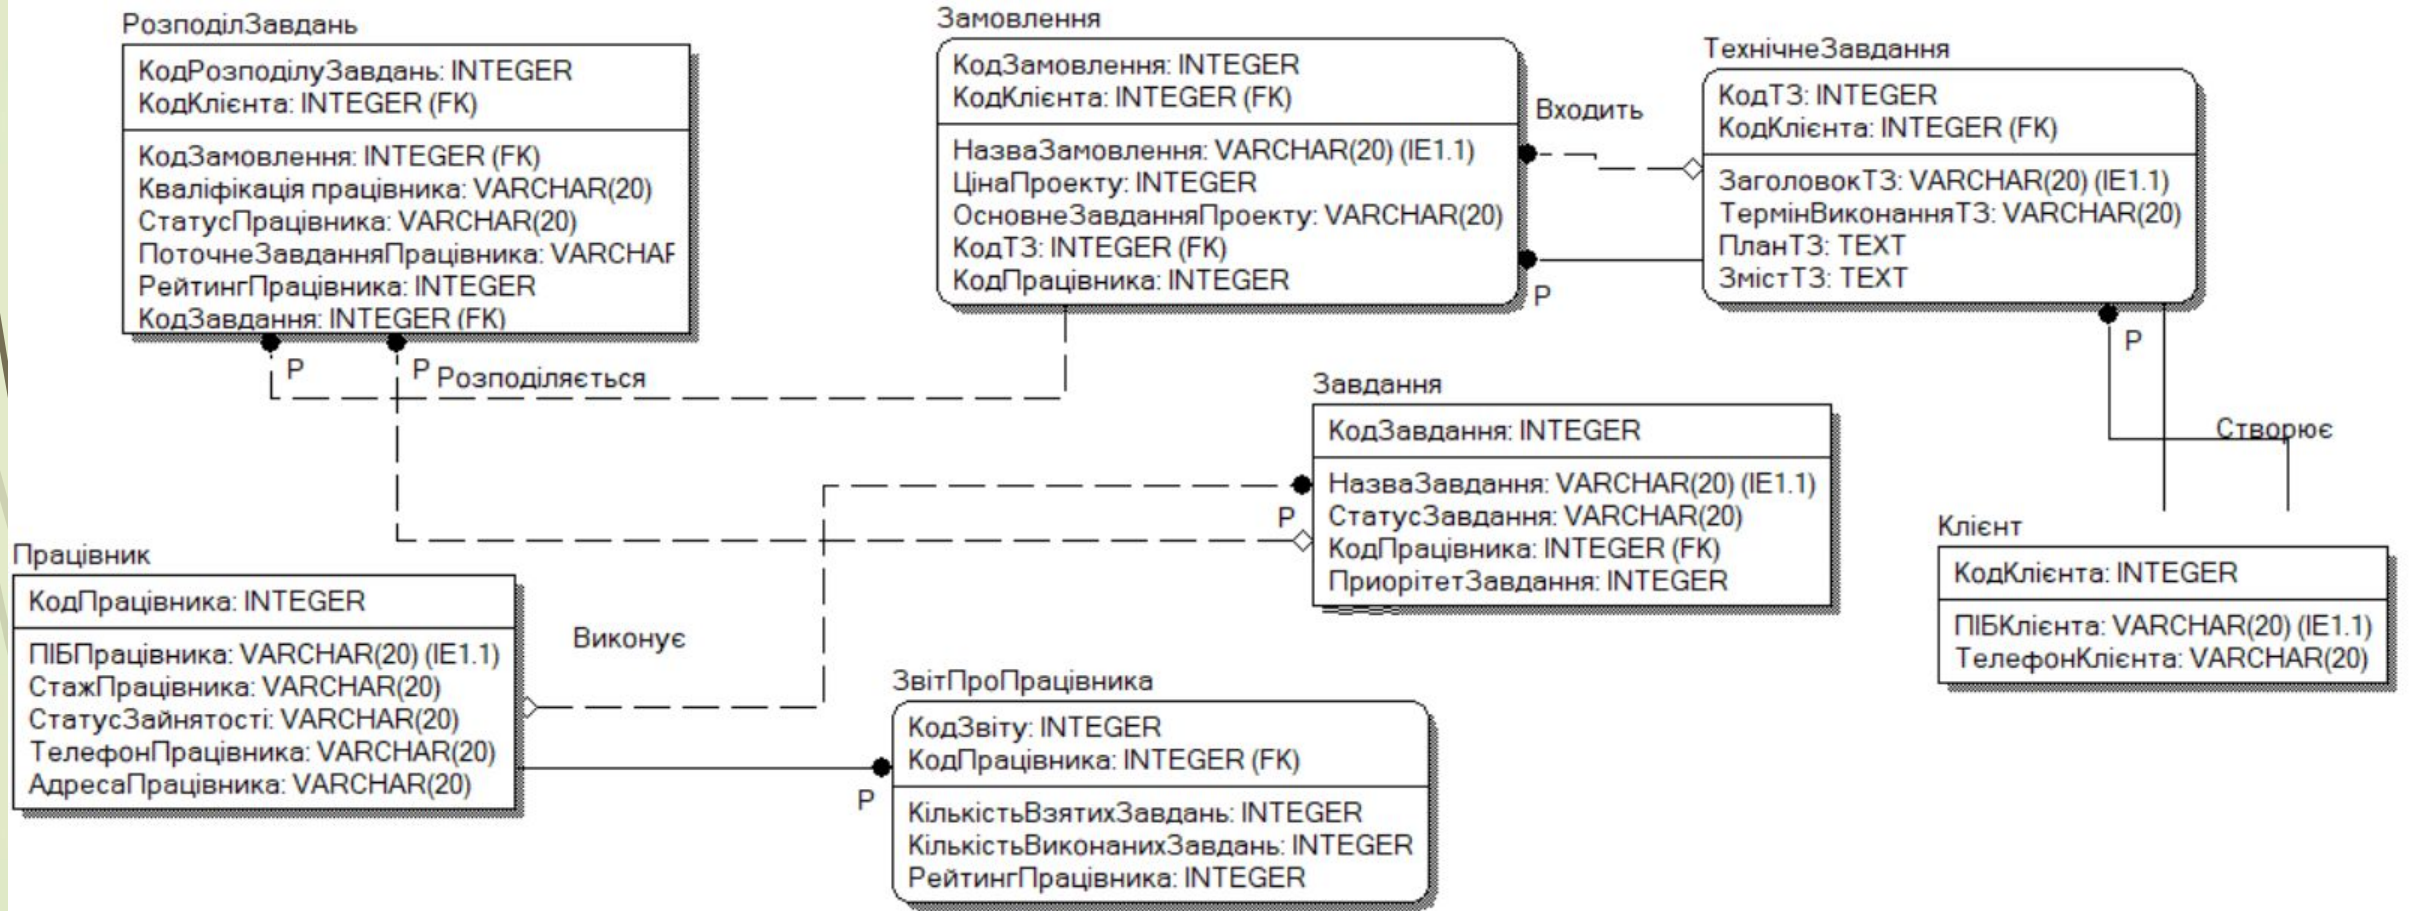 РозподілЗавдань
КодРозподілуЗавдань: INTEGER
КодКлієнта: INTEGER (FK)
КодЗамовлення: INTEGER (FK)
Кваліфікація працівника: VARCHAR(20)
СтатусПрацівника: VARCHAR(20)
ПоточнеЗавданняПрацівника: VARCHAR
РейтингПрацівника: INTEGER
КодЗавдання: INTEGER (FK)
P
P
Розподіляється
Замовлення
КодЗамовлення: INTEGER
КодКлієнта: INTEGER (FK)
НазваЗамовлення: VARCHAR(20) (IE1.1)
ЦінаПроекту: INTEGER
ОсновнеЗавданняПроекту: VARCHAR(20)
КодТЗ: INTEGER (FK)
КодПрацівника: INTEGER
Входить
P
ТехнічнеЗавдання
КодТЗ: INTEGER
КодКлієнта: INTEGER (FK)
ЗаголовокТЗ: VARCHAR(20) (IE1.1)
ТермінВиконанняТЗ: VARCHAR(20)
ПланТЗ: TEXT
ЗмістТЗ: TEXT
P
Створює
Завдання
КодЗавдання: INTEGER
НазваЗавдання: VARCHAR(20) (IE1.1)
СтатусЗавдання: VARCHAR(20)
КодПрацівника: INTEGER (FK)
ПриорітетЗавдання: INTEGER
P
Клієнт
КодКлієнта: INTEGER
ПІБКлієнта: VARCHAR(20) (IE1.1)
ТелефонКлієнта: VARCHAR(20)
Працівник
КодПрацівника: INTEGER
ПІБПрацівника: VARCHAR(20) (IE1.1)
СтажПрацівника: VARCHAR(20)
СтатусЗайнятості: VARCHAR(20)
ТелефонПрацівника: VARCHAR(20)
АдресаПрацівника: VARCHAR(20)
Виконує
P
ЗвітПроПрацівника
КодЗвіту: INTEGER
КодПрацівника: INTEGER (FK)
КількістьВзятихЗавдань: INTEGER
КількістьВиконанихЗавдань: INTEGER
РейтингПрацівника: INTEGER